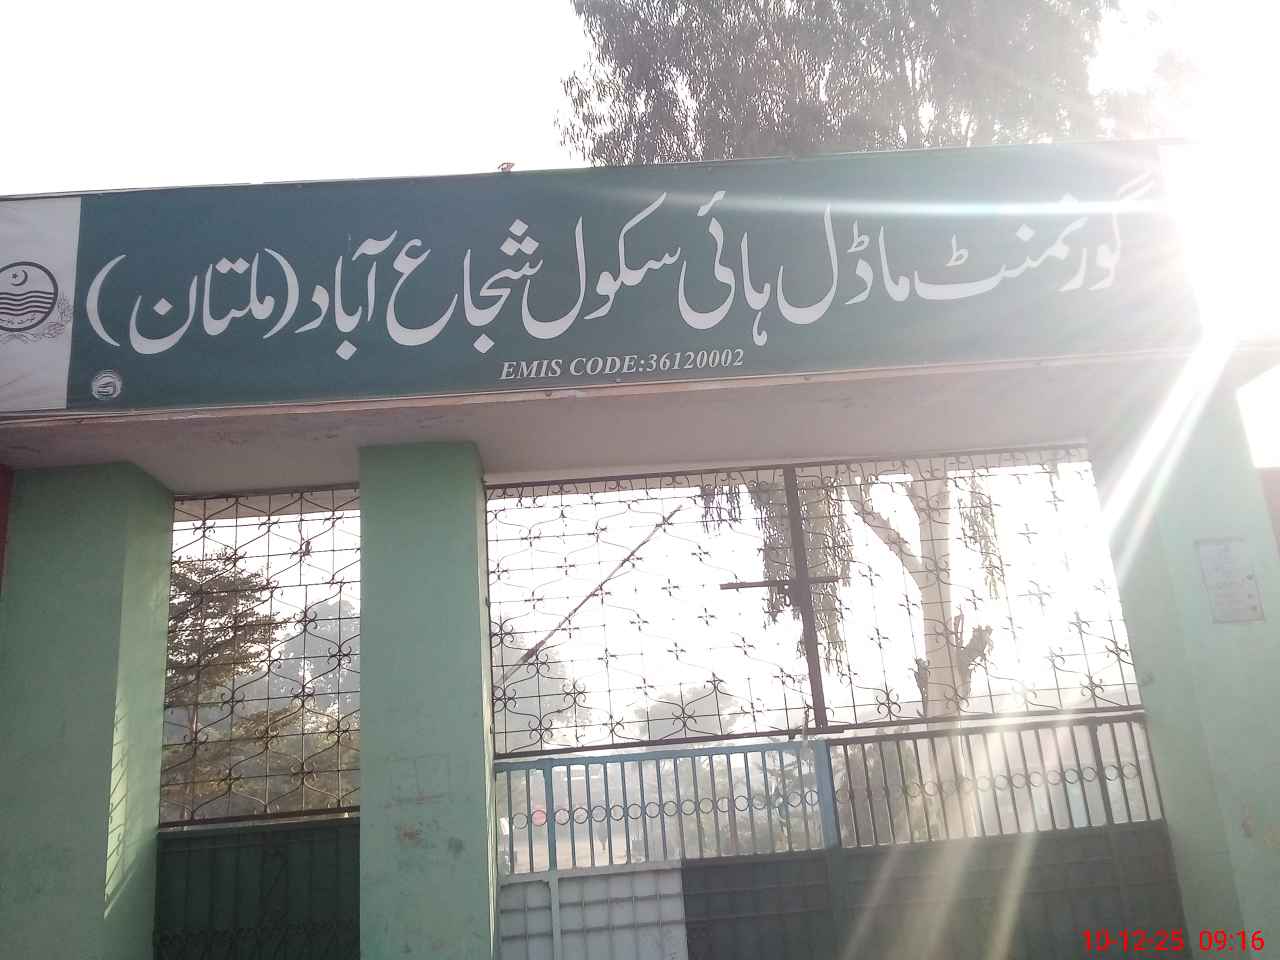 گورنمنٹ ماڈل ہائی سکول شجاع آباد (ملتان)
EMIS CODE:36120002
10-12-25 09:16